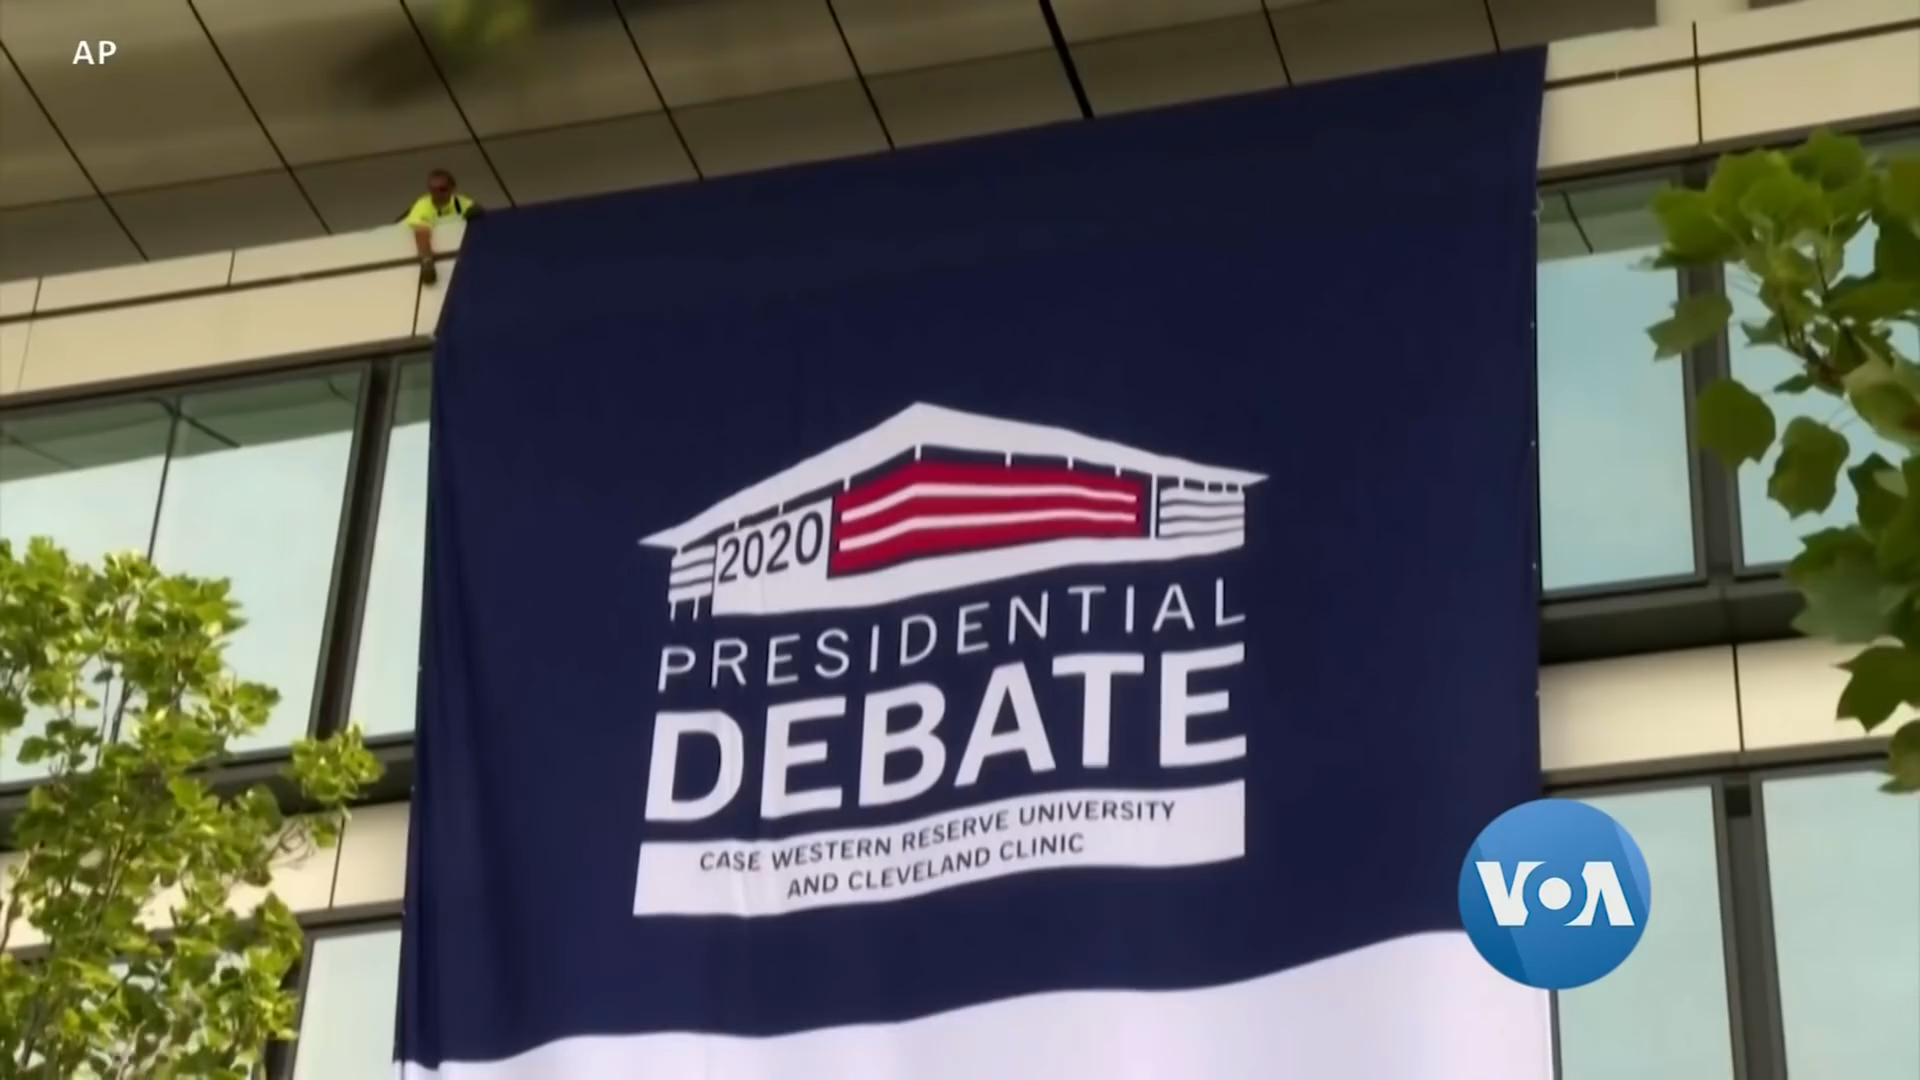 AP
2020
PRESIDENTIAL
DEBATE
CASE WESTERN RESERVE UNIVERSITY
AND CLEVELAND CLINIC
VOA